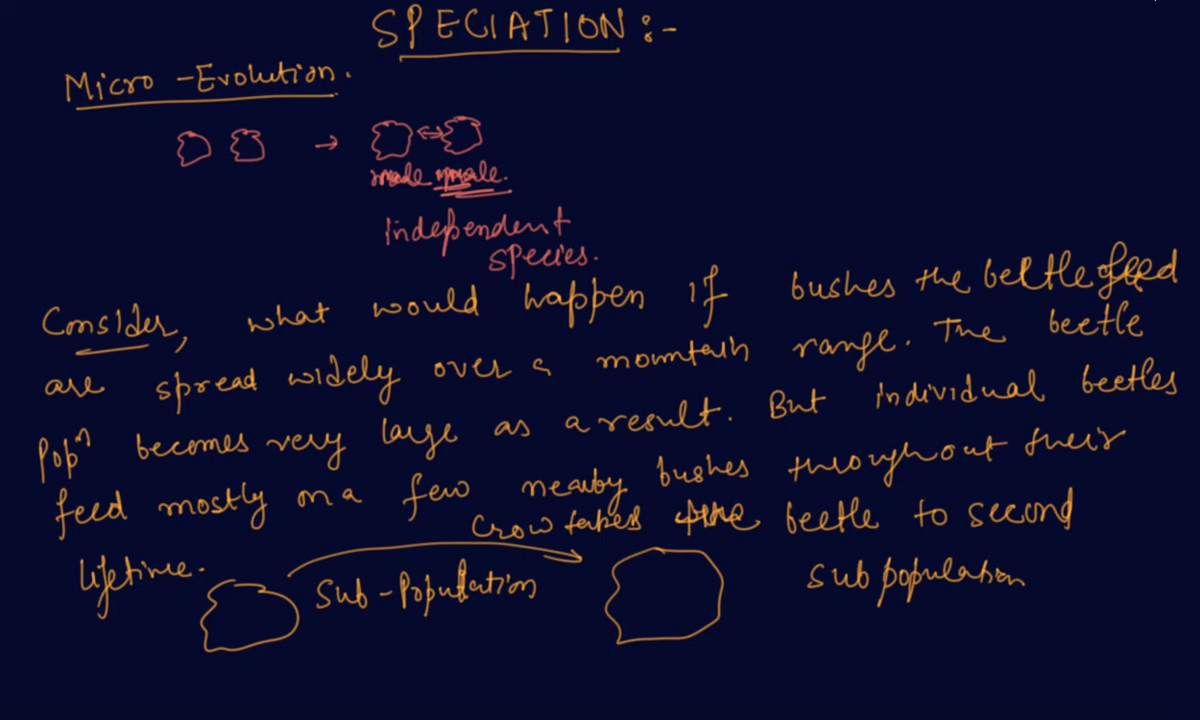 SPECIATION :-
Micro - Evolution.
made male.
Independent
species.
Consider, what would happen if bushes the beetle feed
are spread widely over a mountain range. The beetle
popⁿ becomes very large as a result. But individual beetles
feed mostly on a few nearby bushes throughout their
lifetime.
Crow takes the beetle to second
Sub - Population
sub population